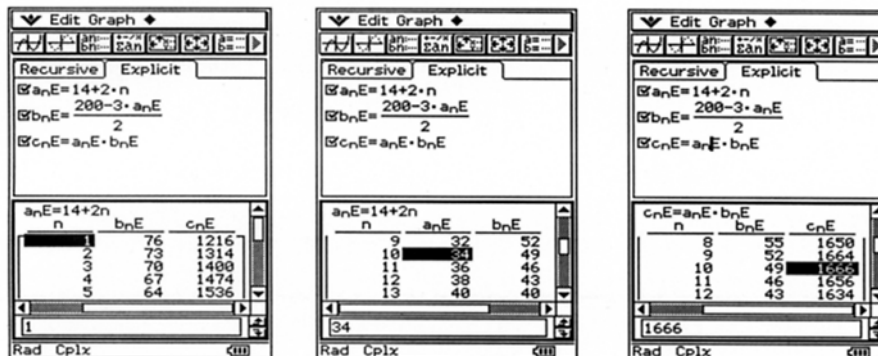 Edit Graph ◆
Recursive Explicit
☑aₙE=14+2·n
☑bₙE=
200-3·aₙE
2
☑cₙE=aₙE·bₙE
aₙE=14+2n
n bₙE cₙE
1 76 1216
2 73 1314
3 70 1400
4 67 1474
5 64 1536
1
Rad Cplx
Edit Graph ◆
Recursive Explicit
☑aₙE=14+2·n
☑bₙE=
200-3·aₙE
2
☑cₙE=aₙE·bₙE
aₙE=14+2n
n aₙE bₙE
9 32 52
10 34 49
11 36 46
12 38 43
13 40 40
34
Rad Cplx
Edit Graph ◆
Recursive Explicit
☑aₙE=14+2·n
☑bₙE=
200-3·aₙE
2
☑cₙE=aₙE·bₙE
cₙE=aₙE·bₙE
n bₙE cₙE
8 55 1650
9 52 1664
10 49 1666
11 46 1656
12 43 1634
1666
Rad Cplx